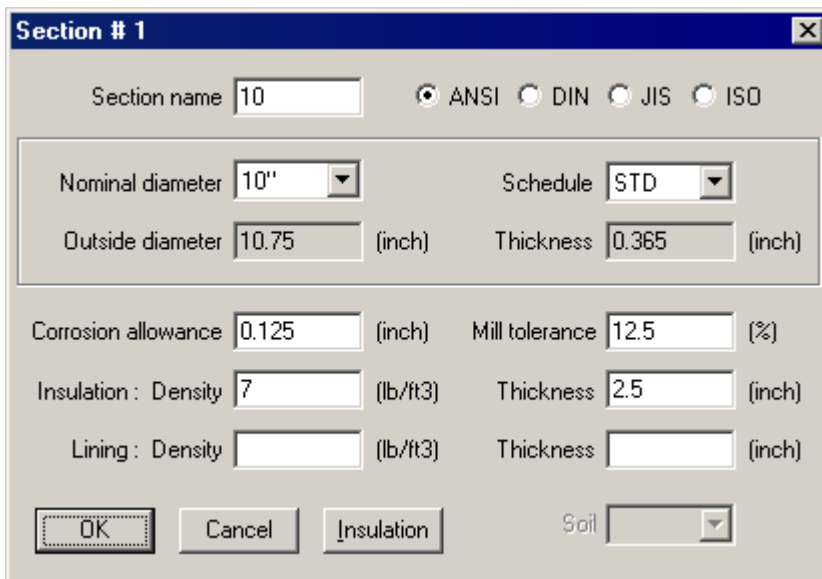 Section # 1
Section name 10 ANSI DIN JIS ISO
Nominal diameter 10" Schedule STD
Outside diameter 10.75 (inch) Thickness 0.365 (inch)
Corrosion allowance 0.125 (inch) Mill tolerance 12.5 (%)
Insulation : Density 7 (lb/ft3) Thickness 2.5 (inch)
Lining : Density (lb/ft3) Thickness (inch)
OK Cancel Insulation Soil